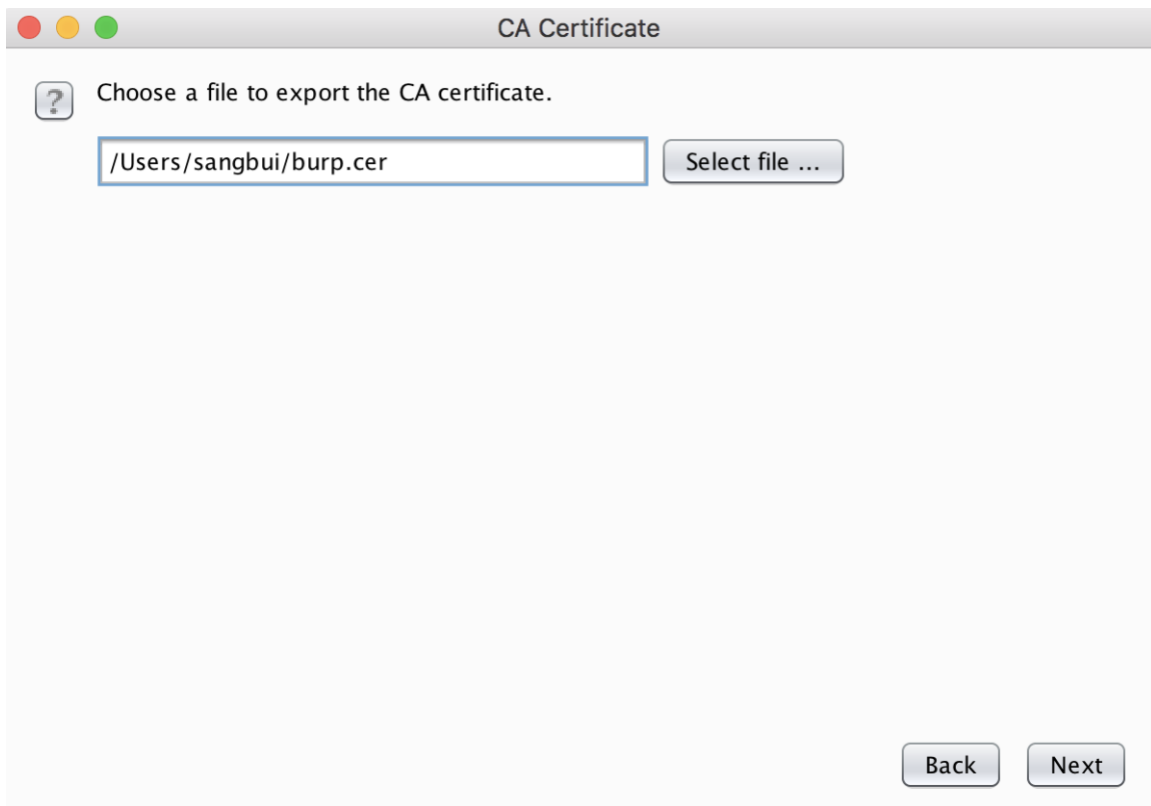 CA Certificate
?
Choose a file to export the CA certificate.
/Users/sangbui/burp.cer
Select file ...
Back
Next